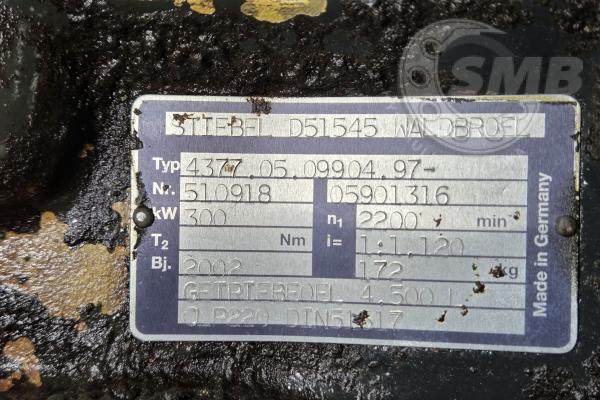 SMB
STIEBEL D51545 WALDBROEL
Typ 4377.05.09904.97-
Nr. 510918 05901316
kW 300 n1 2200 min-
T2 Nm i= 1:1.120
Bj. 2002 172 kg
GETRIEBEOEL 4.500 L
CLP220 DIN51517
Made in Germany